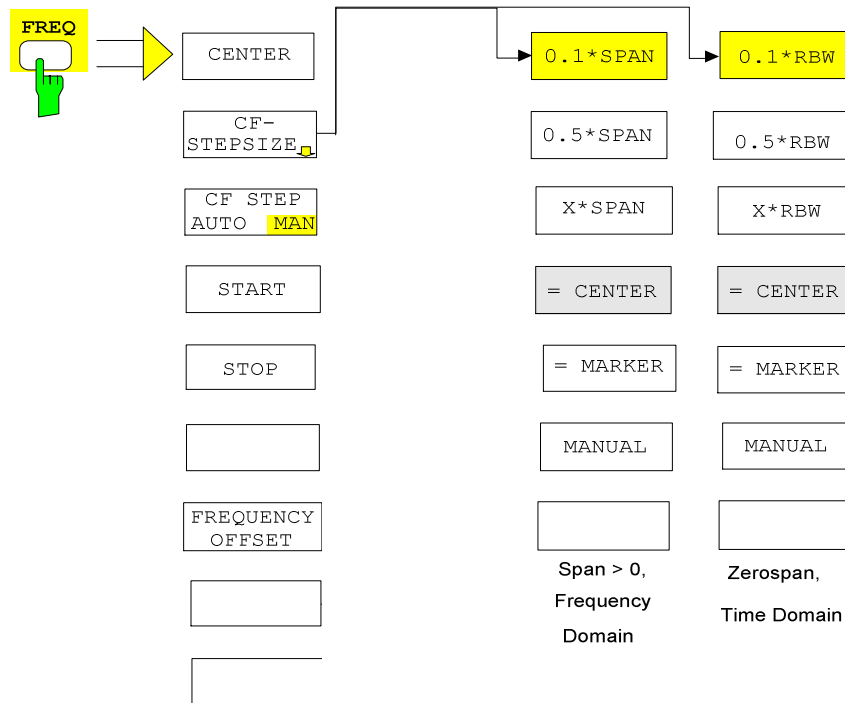 FREQ
CENTER
CF-
STEPSIZE
CF STEP
AUTO MAN
START
STOP
FREQUENCY
OFFSET
0.1*SPAN
0.5*SPAN
X*SPAN
= CENTER
= MARKER
MANUAL
Span > 0,
Frequency
Domain
0.1*RBW
0.5*RBW
X*RBW
= CENTER
= MARKER
MANUAL
Zerospan,
Time Domain